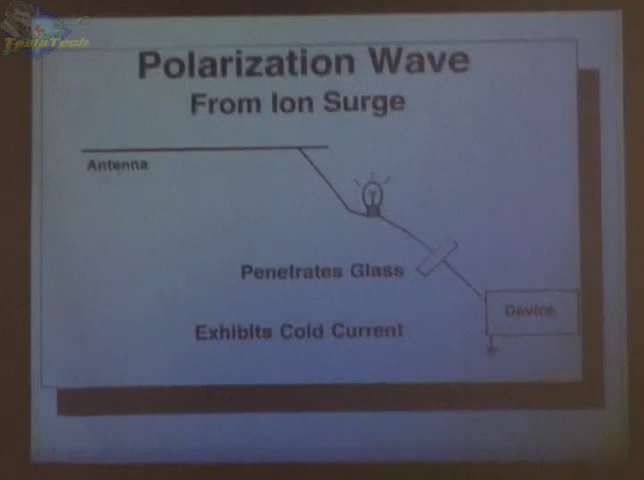 TeslaTech
Polarization Wave
From Ion Surge
Antenna
Penetrates Glass
Device
Exhibits Cold Current